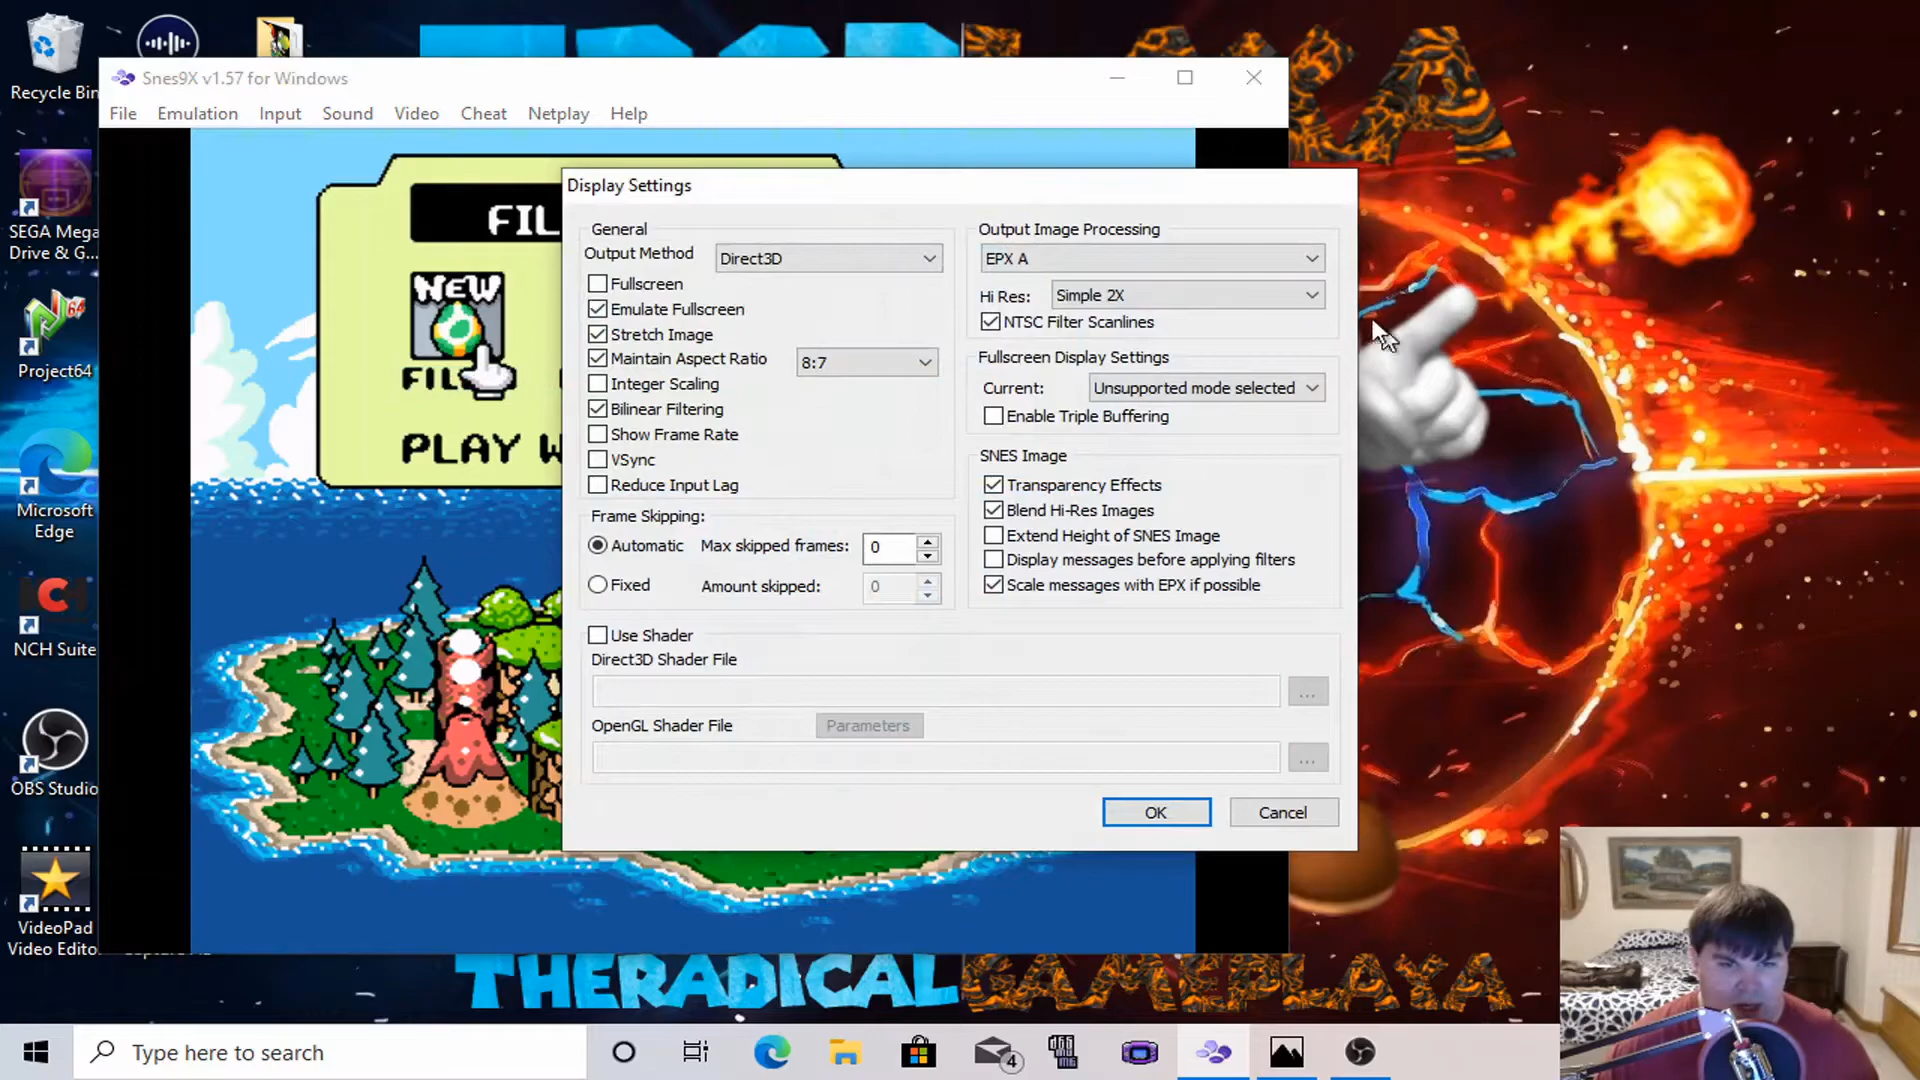 Recycle Bin
SEGA Mega
Drive & G...
Project64
Microsoft
Edge
NCH Suite
OBS Studio
VideoPad
Video Edito
Snes9X v1.57 for Windows
File Emulation Input Sound Video Cheat Netplay Help
FIL
NEW
FIL
PLAY W
Display Settings
General
Output Method Direct3D
Fullscreen
Emulate Fullscreen
Stretch Image
Maintain Aspect Ratio 8:7
Integer Scaling
Bilinear Filtering
Show Frame Rate
VSync
Reduce Input Lag
Frame Skipping:
Automatic Max skipped frames: 0
Fixed Amount skipped: 0
Output Image Processing
EPX A
Hi Res: Simple 2X
NTSC Filter Scanlines
Fullscreen Display Settings
Current: Unsupported mode selected
Enable Triple Buffering
SNES Image
Transparency Effects
Blend Hi-Res Images
Extend Height of SNES Image
Display messages before applying filters
Scale messages with EPX if possible
Use Shader
Direct3D Shader File
...
OpenGL Shader File Parameters
...
OK Cancel
THERADICALGAMEPLAYA
Type here to search
4